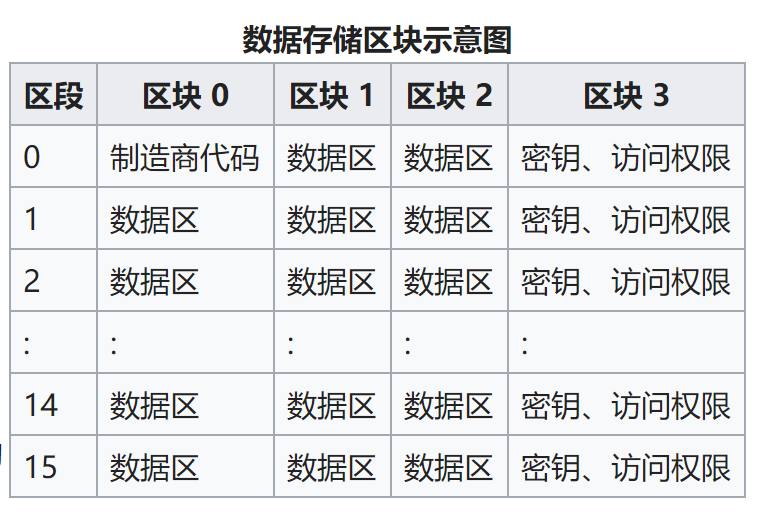 数据存储区块示意图
区段 区块 0 区块 1 区块 2 区块 3
0 制造商代码 数据区 数据区 密钥、访问权限
1 数据区 数据区 数据区 密钥、访问权限
2 数据区 数据区 数据区 密钥、访问权限
: : : : :
14 数据区 数据区 数据区 密钥、访问权限
15 数据区 数据区 数据区 密钥、访问权限